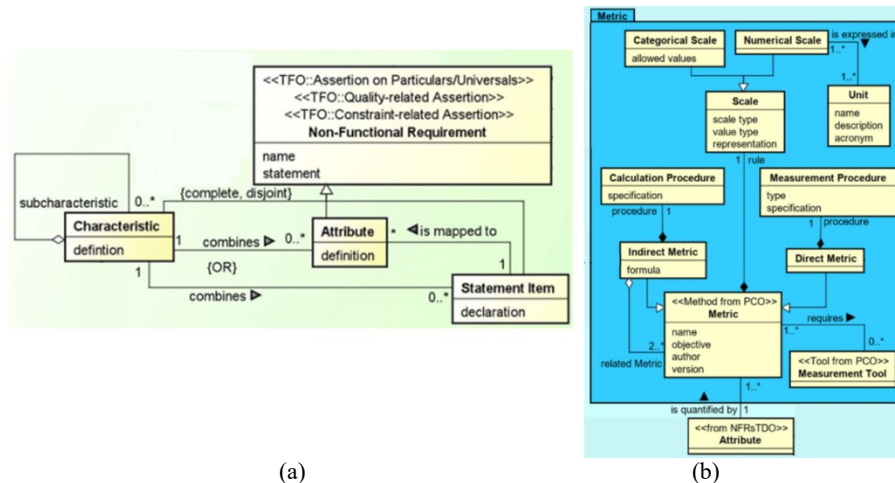 <<TFO::Assertion on Particulars/Universals>>
<<TFO::Quality-related Assertion>>
<<TFO::Constraint-related Assertion>>
Non-Functional Requirement
name
statement
subcharacteristic
0..*
{complete, disjoint}
Characteristic
defintion
1
combines
0..*
Attribute
definition
*
is mapped to
{OR}
1
combines
1
0..*
Statement Item
declaration
(a)
Metric
Categorical Scale
allowed values
Numerical Scale
is expressed in
1..*
1..*
Unit
name
description
acronym
Scale
scale type
value type
representation
1
rule
Calculation Procedure
specification
procedure
1
Measurement Procedure
type
specification
1
procedure
Indirect Metric
formula
Direct Metric
<<Method from PCO>>
Metric
name
objective
author
version
2..*
related Metric
requires
1..*
0..*
<<Tool from PCO>>
Measurement Tool
1..*
is quantified by
1
<<from NFRsTDO>>
Attribute
(b)